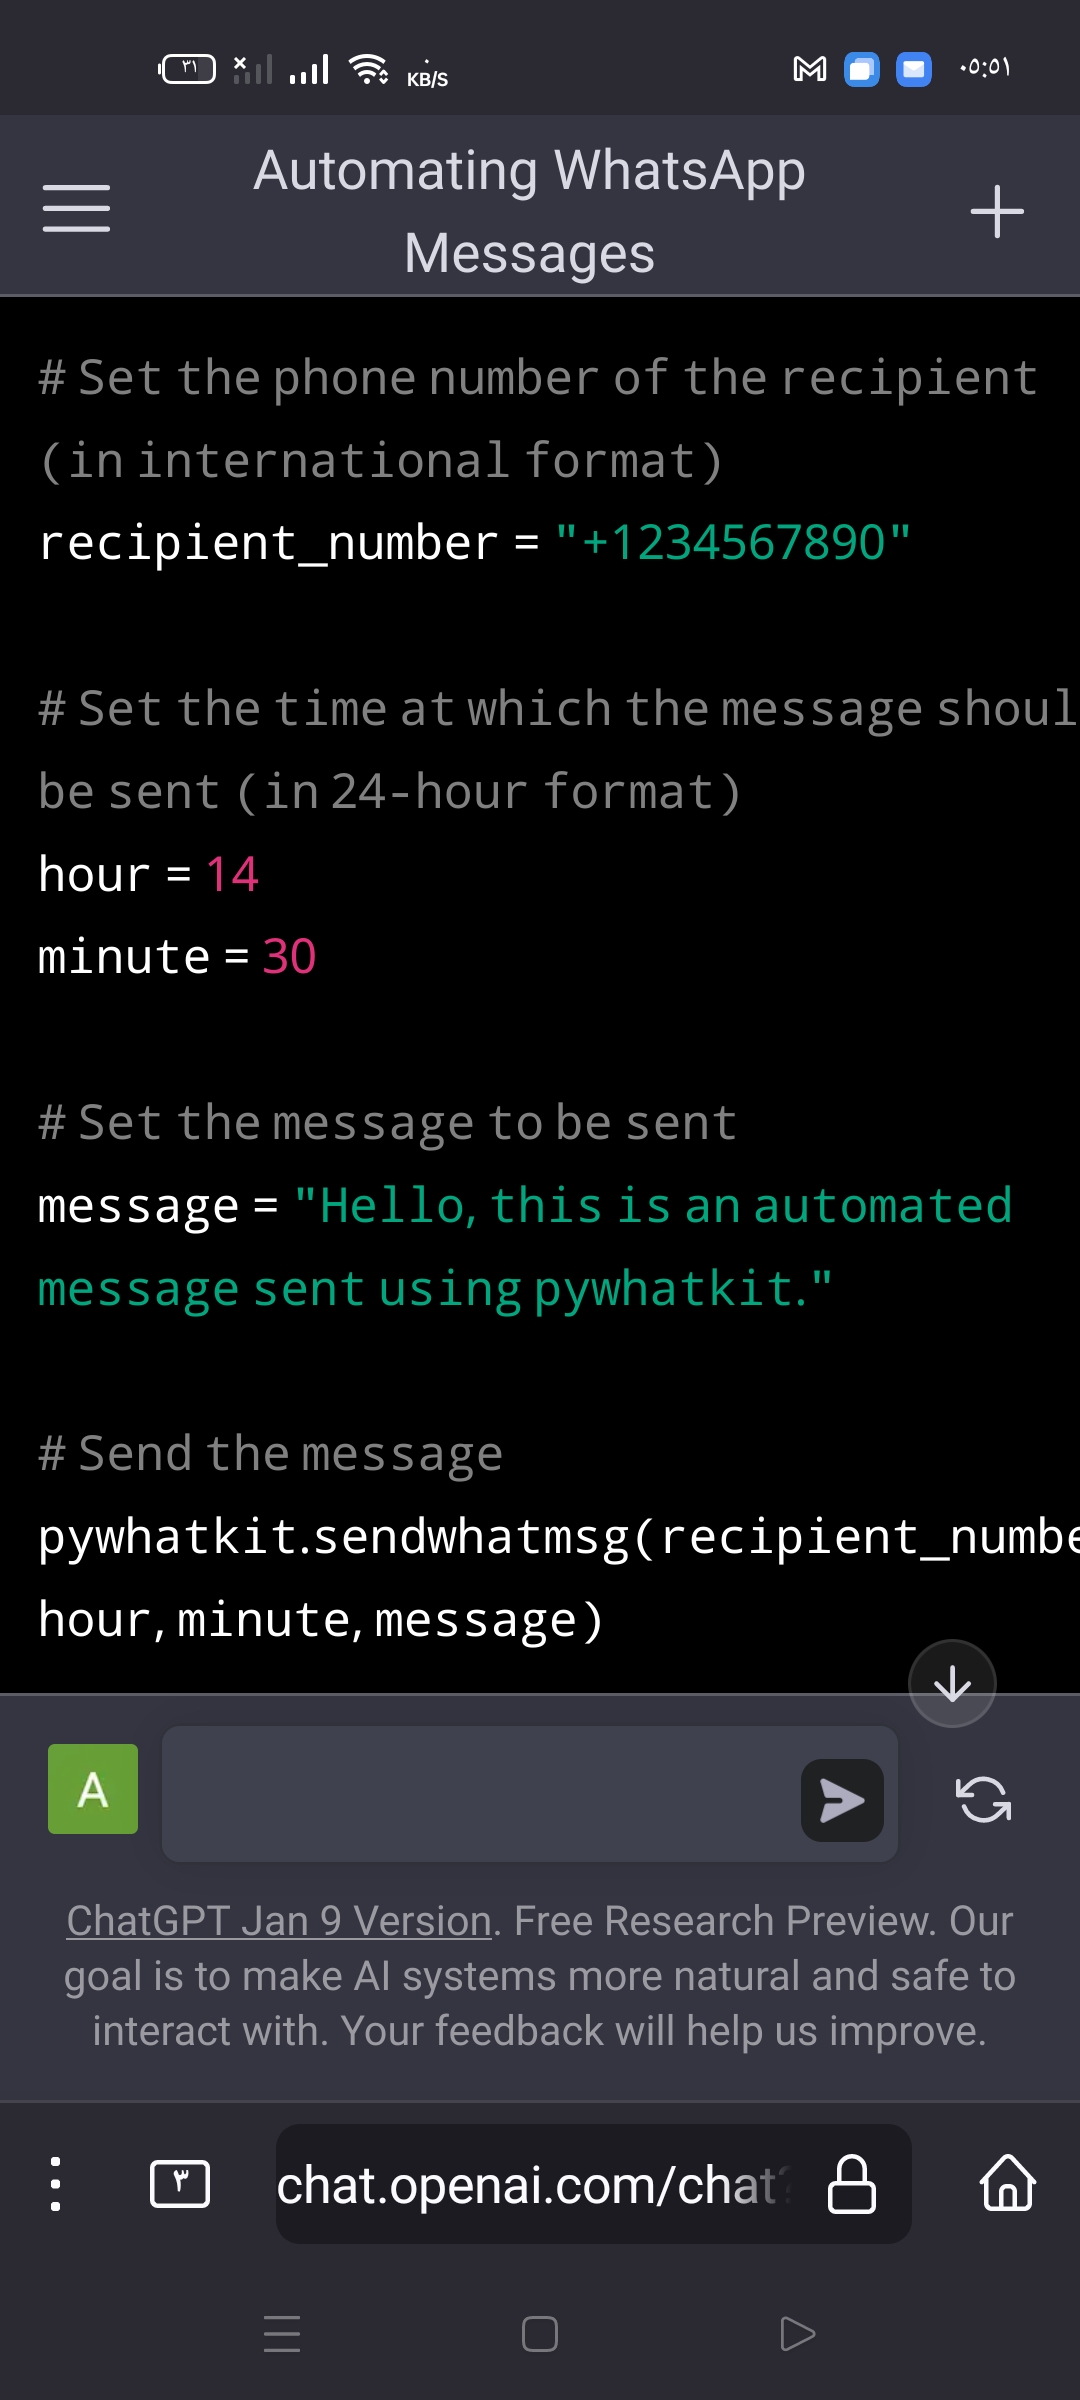 ٣١
KB/S
٠٥:٥١
Automating WhatsApp
Messages
# Set the phone number of the recipient
(in international format)
recipient_number = "+1234567890"
# Set the time at which the message shoul
be sent (in 24-hour format)
hour = 14
minute = 30
# Set the message to be sent
message = "Hello, this is an automated
message sent using pywhatkit."
# Send the message
pywhatkit.sendwhatmsg(recipient_numbe
hour, minute, message)
A
ChatGPT Jan 9 Version. Free Research Preview. Our
goal is to make AI systems more natural and safe to
interact with. Your feedback will help us improve.
٣
chat.openai.com/chat